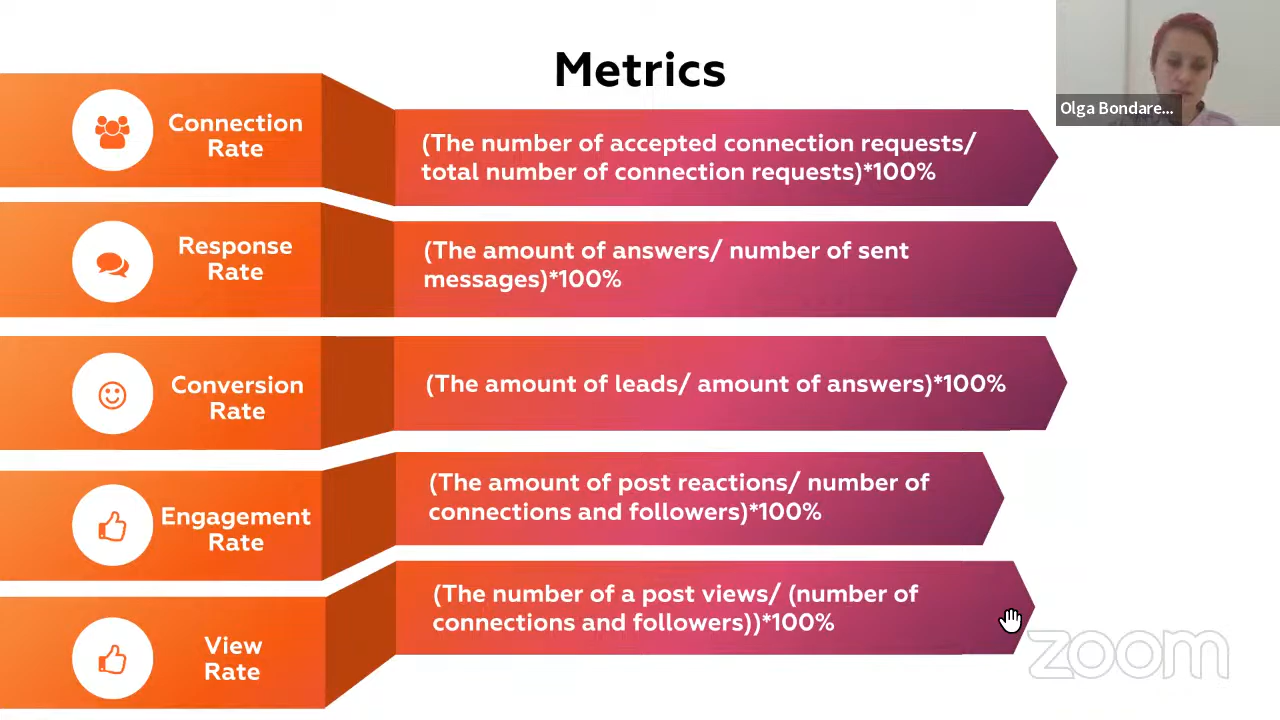 Metrics
Olga Bondare...
Connection
Rate
(The number of accepted connection requests/
total number of connection requests)*100%
Response
Rate
(The amount of answers/ number of sent
messages)*100%
Conversion
Rate
(The amount of leads/ amount of answers)*100%
Engagement
Rate
(The amount of post reactions/ number of
connections and followers)*100%
View
Rate
(The number of a post views/ (number of
connections and followers))*100%
zoom